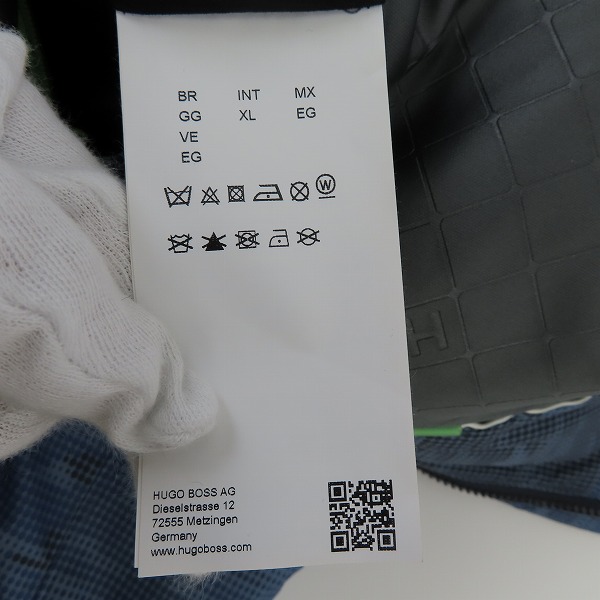 BR INT MX
GG XL EG
VE
EG
W
HUGO BOSS AG
Dieselstrasse 12
72555 Metzingen
Germany
www.hugoboss.com
H